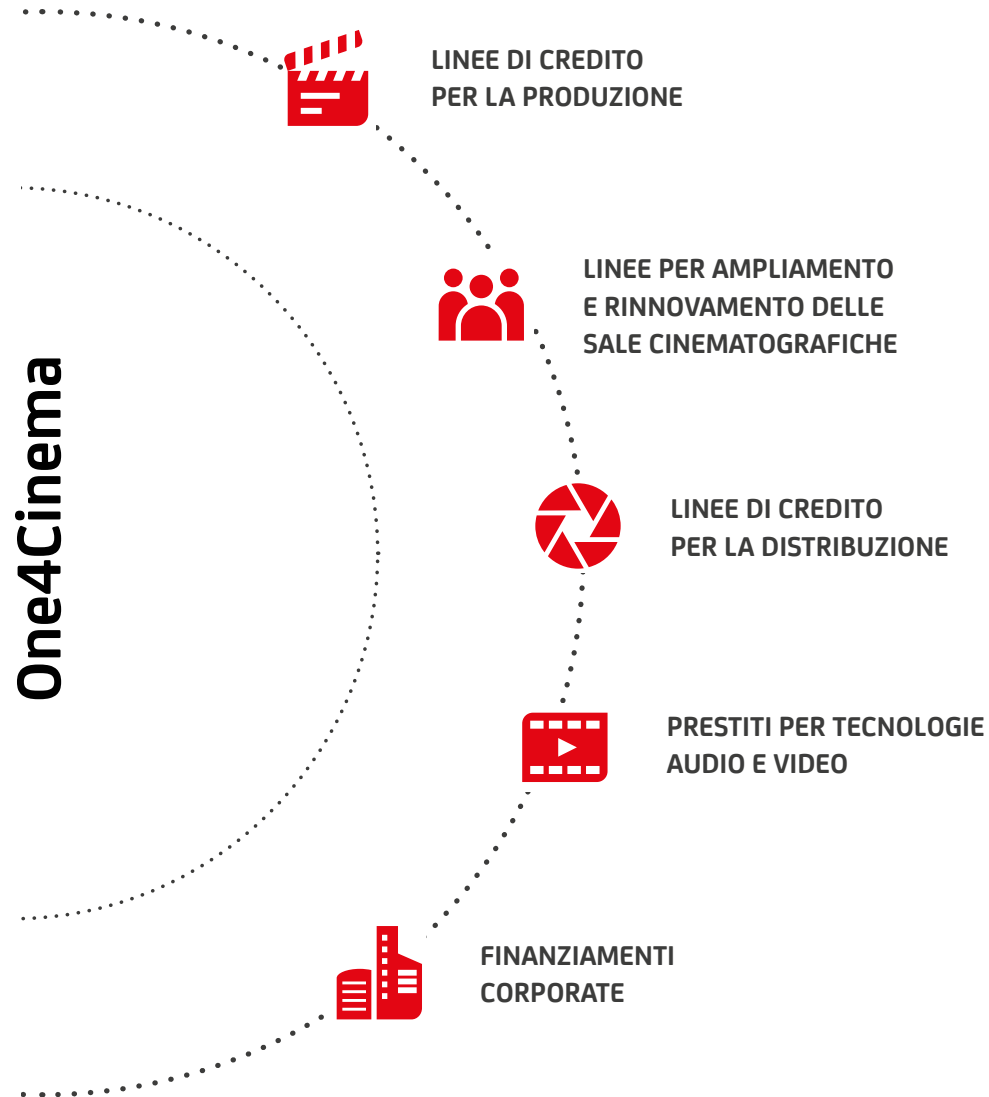 One4Cinema
LINEE DI CREDITO
PER LA PRODUZIONE
LINEE PER AMPLIAMENTO
E RINNOVAMENTO DELLE
SALE CINEMATOGRAFICHE
LINEE DI CREDITO
PER LA DISTRIBUZIONE
PRESTITI PER TECNOLOGIE
AUDIO E VIDEO
FINANZIAMENTI
CORPORATE